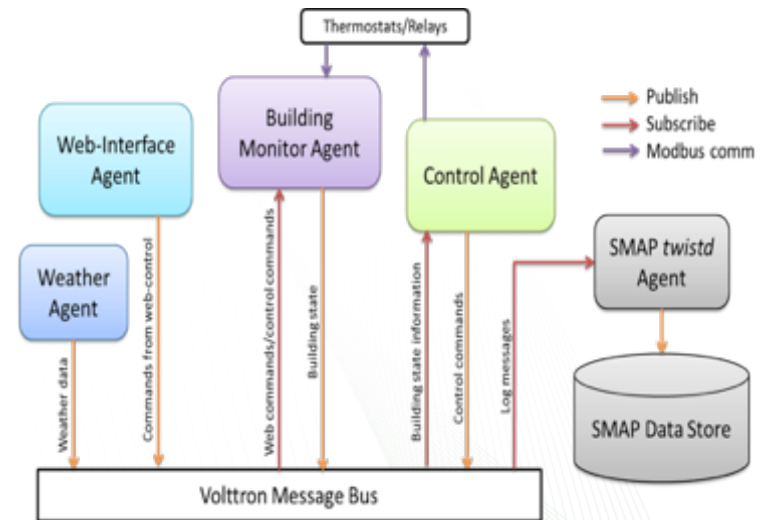 Thermostats/Relays
Publish
Subscribe
Modbus comm
Building
Monitor Agent
Web-Interface
Agent
Control Agent
SMAP twistd
Agent
Weather
Agent
Weather data
Commands from web-control
Web commands/control commands
Building state
Building state information
Control commands
Log messages
SMAP Data Store
Volttron Message Bus